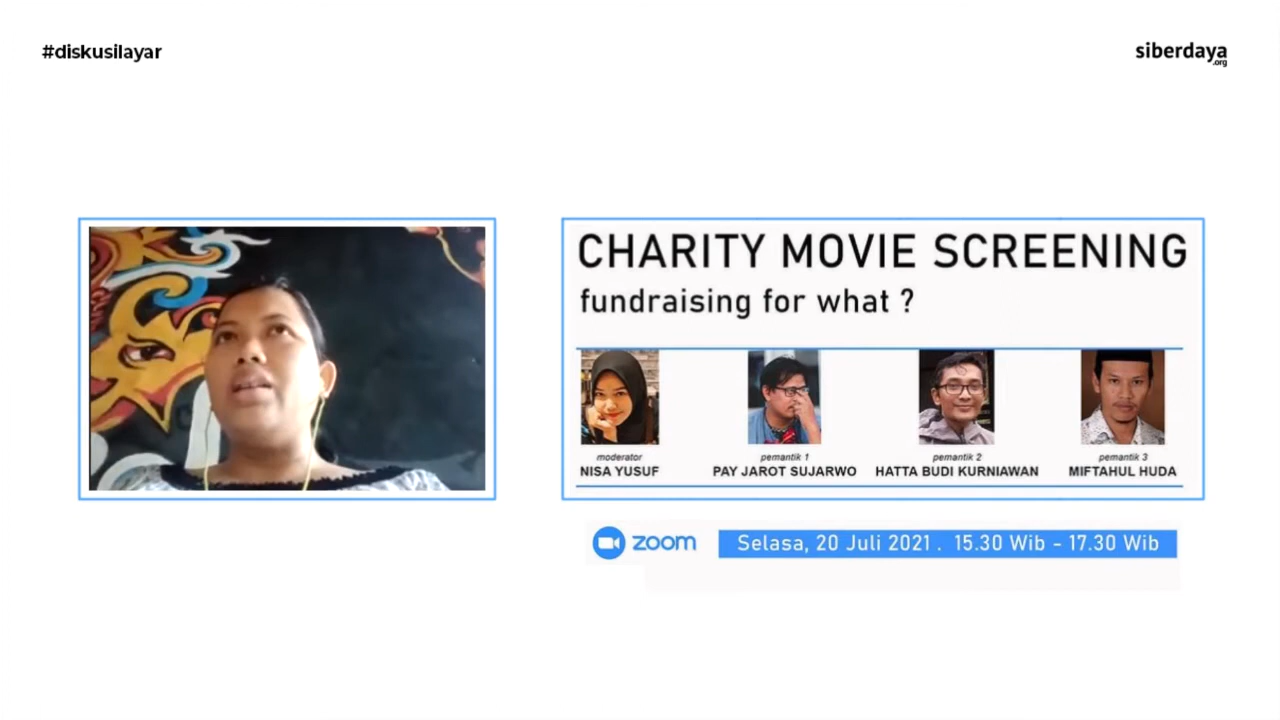 #diskusilayar
siberdaya
.org
CHARITY MOVIE SCREENING
fundraising for what ?
moderator
NISA YUSUF
pemantik 1
PAY JAROT SUJARWO
pemantik 2
HATTA BUDI KURNIAWAN
pemantik 3
MIFTAHUL HUDA
zoom
Selasa, 20 Juli 2021 . 15.30 Wib - 17.30 Wib